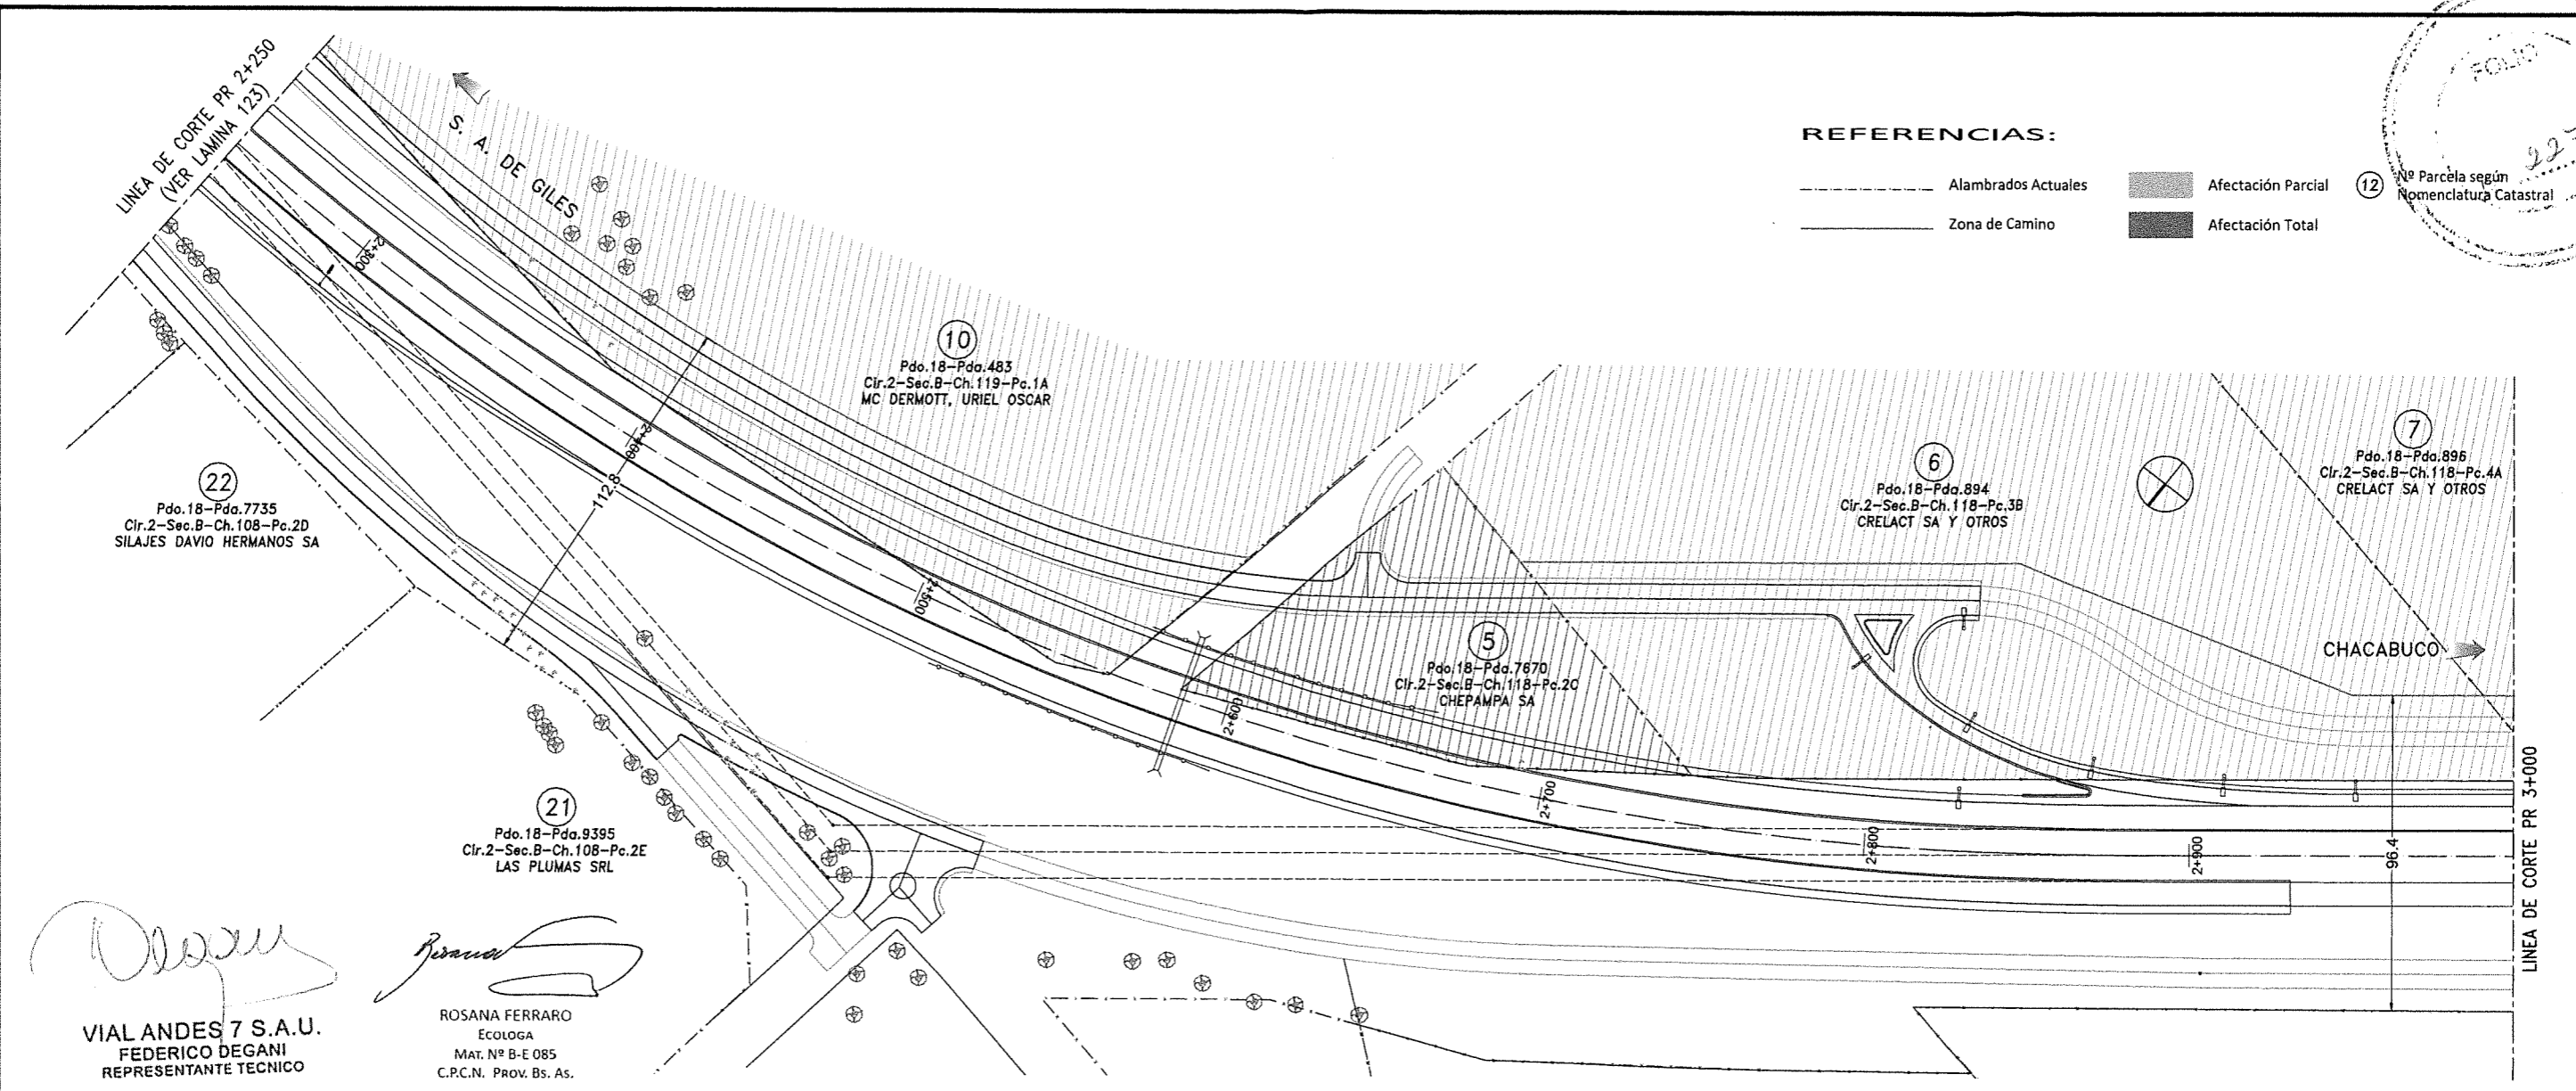 LINEA DE CORTE PR 2+250
(VER LAMINA 123)
S. A. DE GILES
FOLIO
REFERENCIAS:
Alambrados Actuales
Afectación Parcial
12
Nº Parcela según
Nomenclatura Catastral
Zona de Camino
Afectación Total
2+300
10
Pdo.18-Pda.483
Cir.2-Sec.B-Ch.119-Pc.1A
MC DERMOTT, URIEL OSCAR
2+400
112.8
22
Pdo.18-Pda.7735
Cir.2-Sec.B-Ch.108-Pc.2D
SILAJES DAVIO HERMANOS SA
6
Pdo.18-Pda.894
Cir.2-Sec.B-Ch.118-Pc.3B
CRELACT SA Y OTROS
7
Pdo.18-Pda.896
Cir.2-Sec.B-Ch.118-Pc.4A
CRELACT SA Y OTROS
2+500
5
Pdo.18-Pda.7670
Cir.2-Sec.B-Ch.118-Pc.2C
CHEPAMPA SA
CHACABUCO
2+600
2+700
2+800
2+900
96.4
LINEA DE CORTE PR 3+000
21
Pdo.18-Pda.9395
Cir.2-Sec.B-Ch.108-Pc.2E
LAS PLUMAS SRL
VIAL ANDES 7 S.A.U.
FEDERICO DEGANI
REPRESENTANTE TECNICO
ROSANA FERRARO
ECOLOGA
MAT. Nº B-E 085
C.P.C.N. PROV. BS. AS.